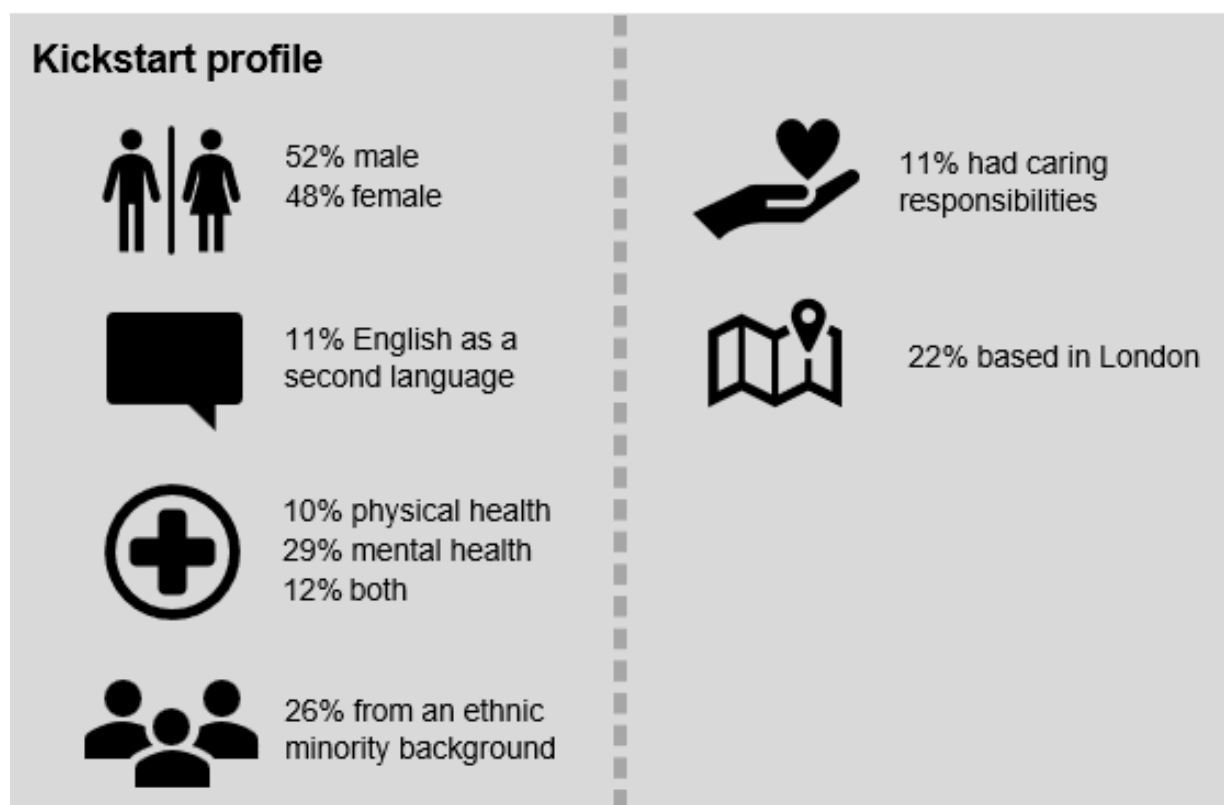 Kickstart profile
52% male
48% female
11% English as a
second language
10% physical health
29% mental health
12% both
26% from an ethnic
minority background
11% had caring
responsibilities
22% based in London